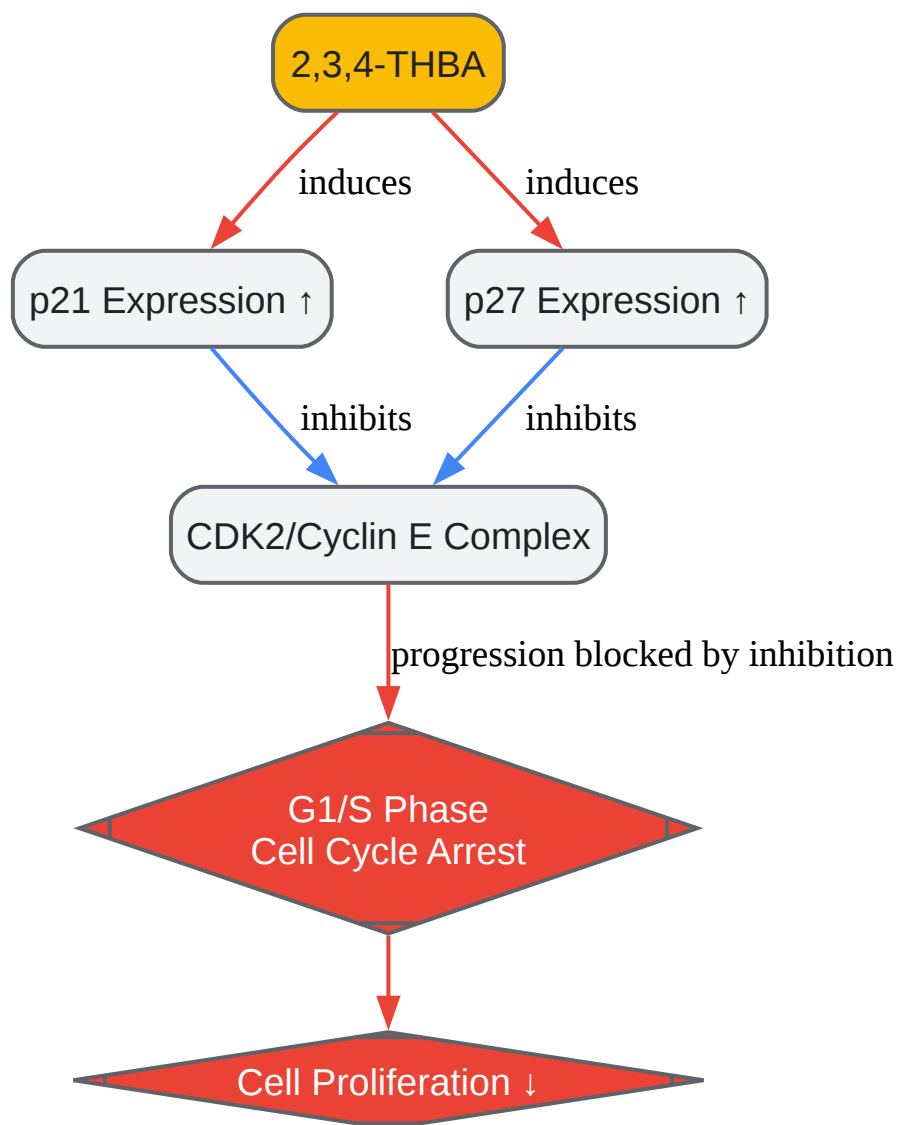 2,3,4-THBA
induces
induces
p21 Expression ↑
p27 Expression ↑
inhibits
inhibits
CDK2/Cyclin E Complex
progression blocked by inhibition
G1/S Phase
Cell Cycle Arrest
Cell Proliferation ↓